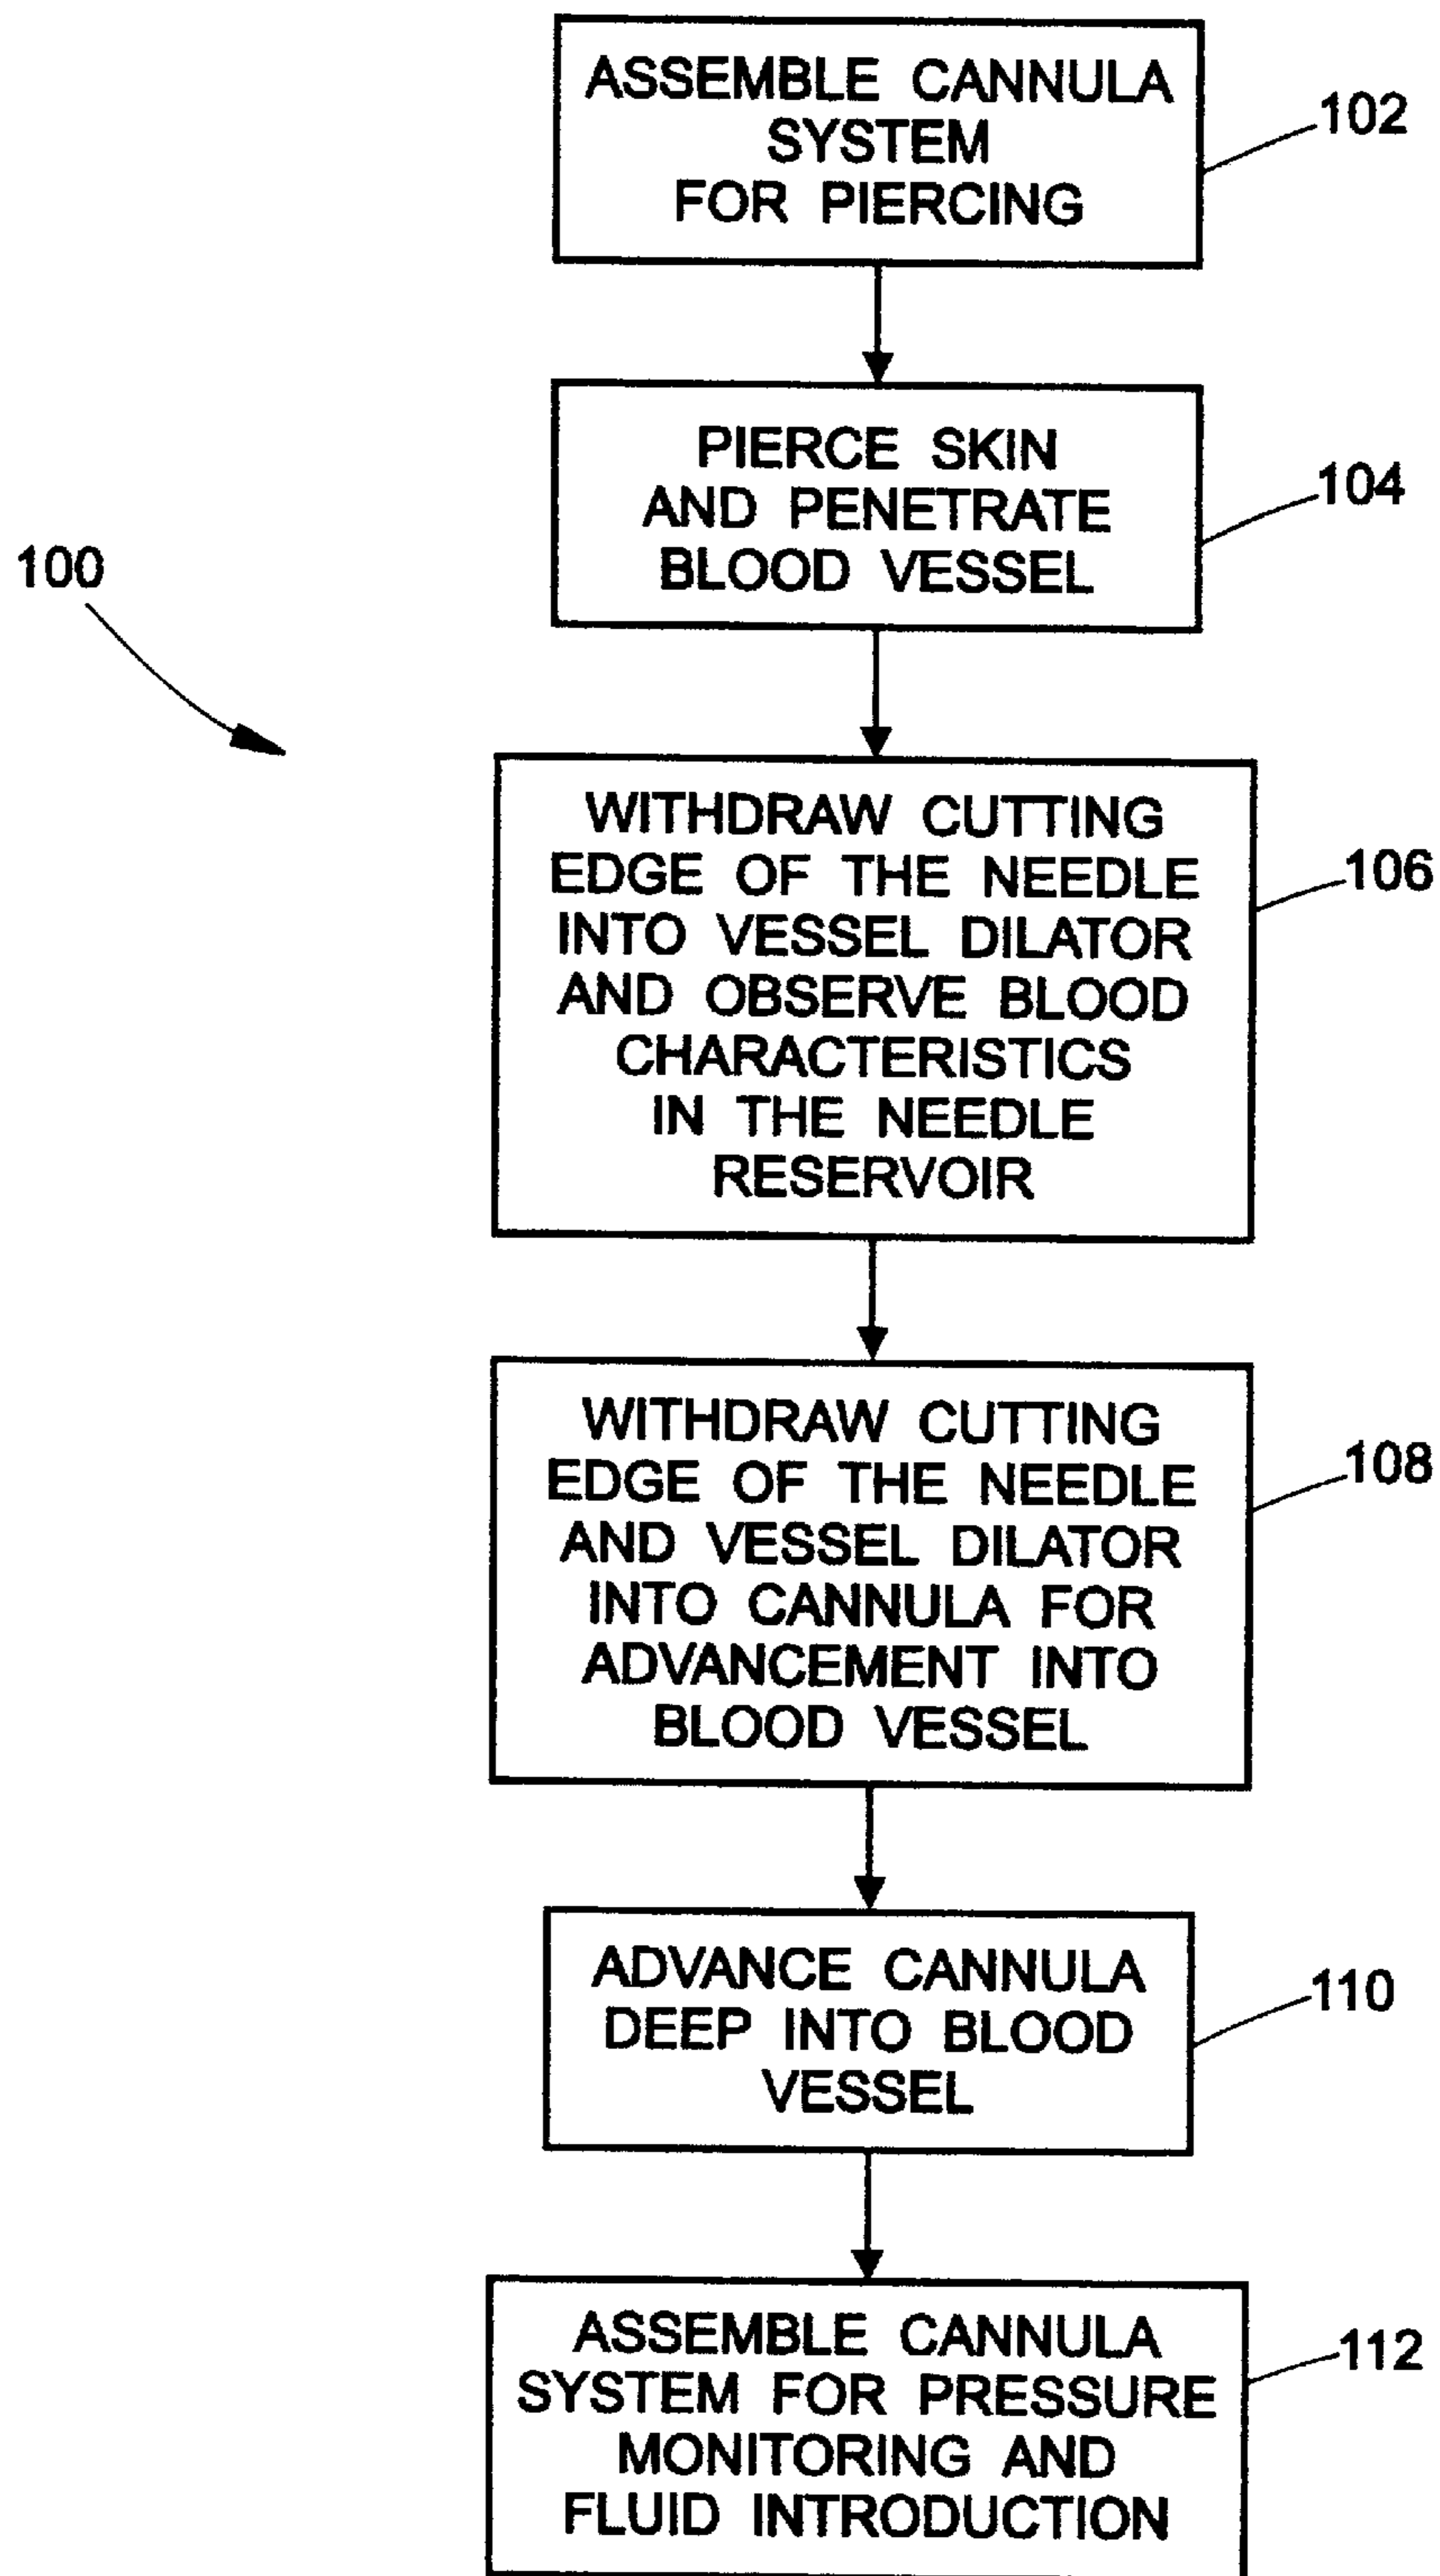 ASSEMBLE CANNULA
SYSTEM
FOR PIERCING
102
PIERCE SKIN
AND PENETRATE
BLOOD VESSEL
104
100
WITHDRAW CUTTING
EDGE OF THE NEEDLE
INTO VESSEL DILATOR
AND OBSERVE BLOOD
CHARACTERISTICS
IN THE NEEDLE
RESERVOIR
106
WITHDRAW CUTTING
EDGE OF THE NEEDLE
AND VESSEL DILATOR
INTO CANNULA FOR
ADVANCEMENT INTO
BLOOD VESSEL
108
ADVANCE CANNULA
DEEP INTO BLOOD
VESSEL
110
ASSEMBLE CANNULA
SYSTEM FOR PRESSURE
MONITORING AND
FLUID INTRODUCTION
112